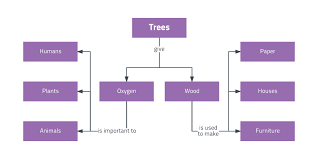 Trees
give
Humans
Paper
Plants
Oxygen
Wood
Houses
Animals
is important to
is used
to make
Furniture